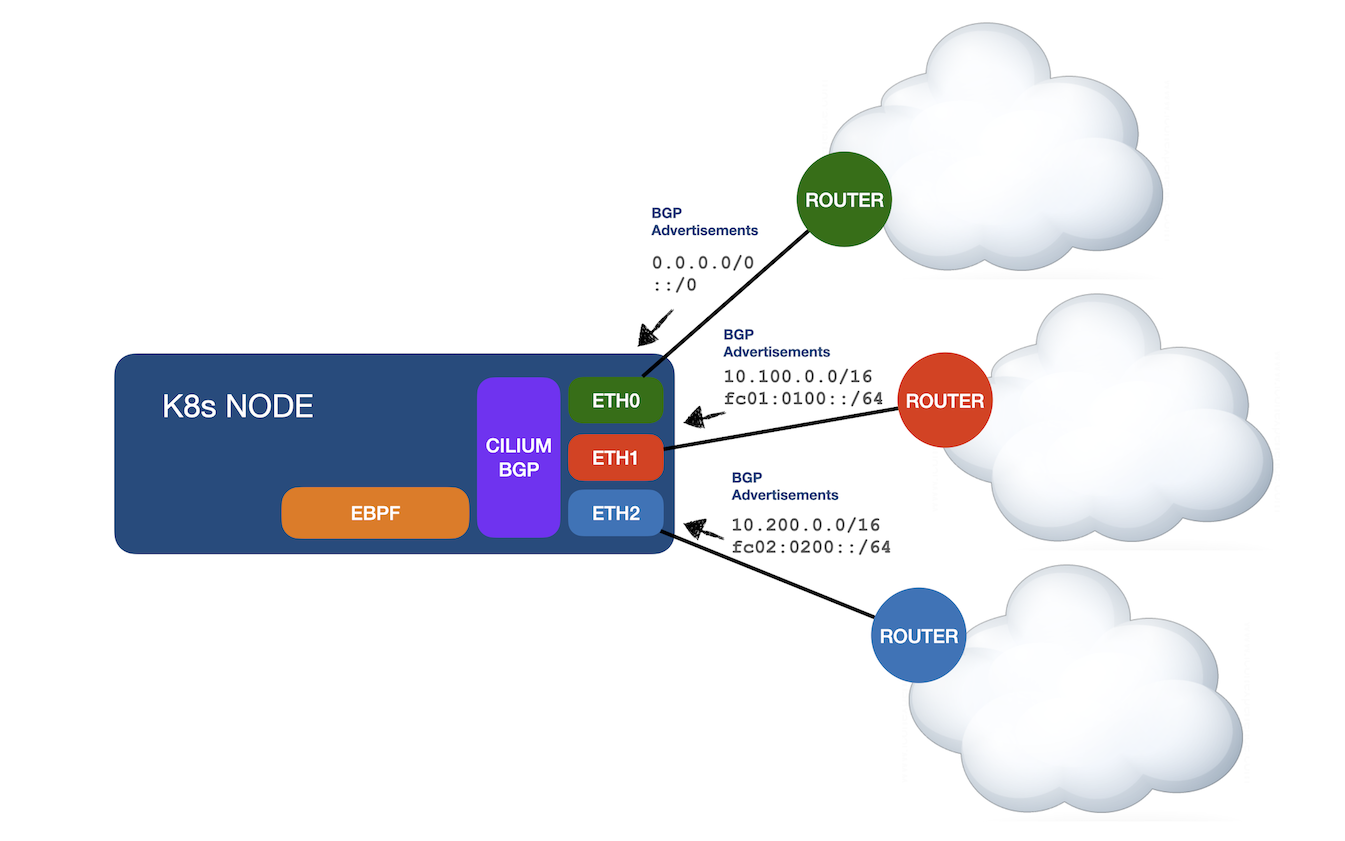 ROUTER
BGP
Advertisements
0.0.0.0/0
::/0
BGP
Advertisements
10.100.0.0/16
fc01:0100::/64
ROUTER
K8s NODE
CILIUM
BGP
ETH0
ETH1
ETH2
EBPF
BGP
Advertisements
10.200.0.0/16
fc02:0200::/64
ROUTER